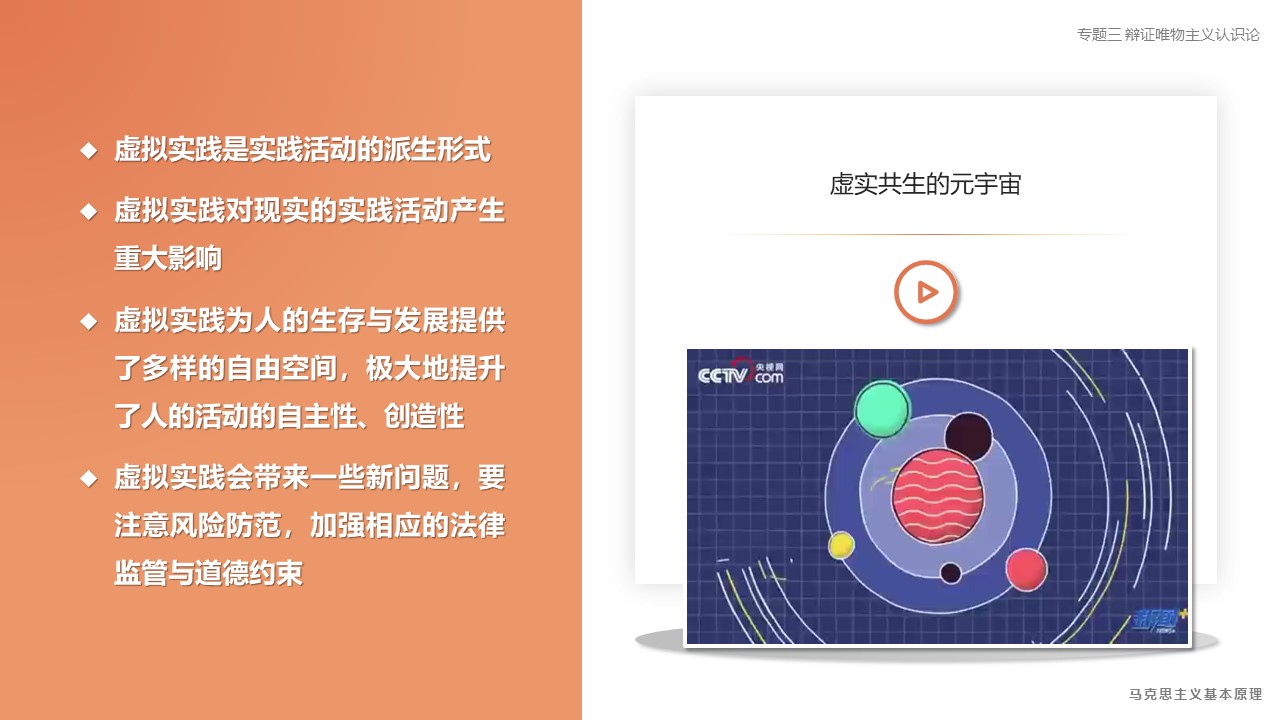 专题三 辩证唯物主义认识论
◆ 虚拟实践是实践活动的派生形式
◆ 虚拟实践对现实的实践活动产生
重大影响
◆ 虚拟实践为人的生存与发展提供
了多样的自由空间，极大地提升
了人的活动的自主性、创造性
◆ 虚拟实践会带来一些新问题，要
注意风险防范，加强相应的法律
监管与道德约束
虚实共生的元宇宙
CCTV 央视网
com
马克思主义基本原理